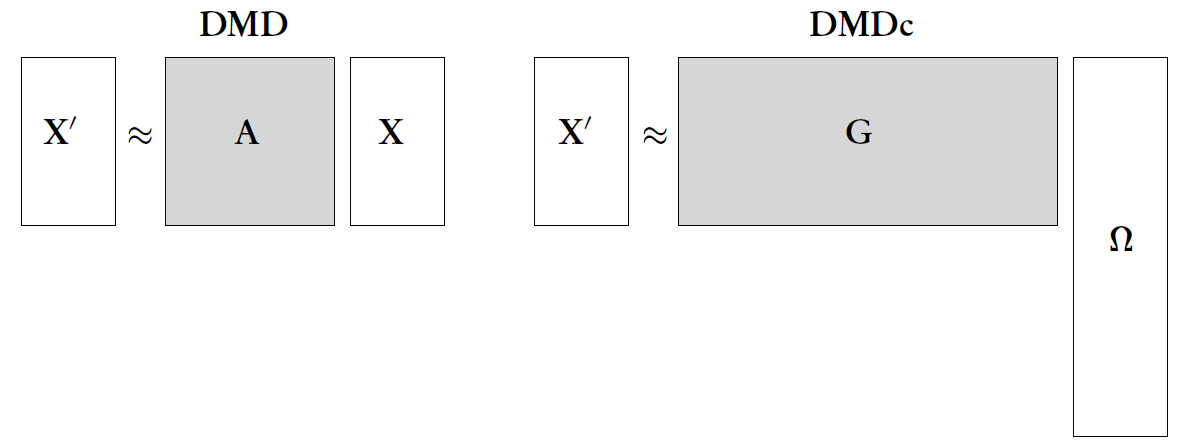 DMD
X′ ≈ A X
DMDc
X′ ≈ G
Ω